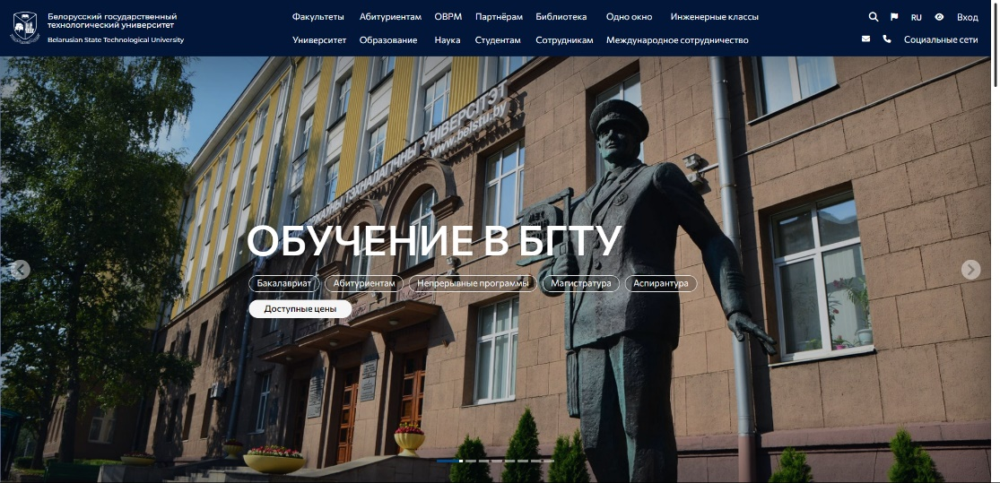 Белорусский государственный
технологический университет
Belarusian State Technological University
Факультеты Абитуриентам ОВРМ Партнёрам Библиотека Одно окно Инженерные классы
RU Вход
Университет Образование Наука Студентам Сотрудникам Международное сотрудничество
Социальные сети
ТЭХНАЛАГІЧНЫ УНІВЕРСІТЭТ
www.belstu.by
ОБУЧЕНИЕ В БГТУ
Бакалавриат Абитуриентам Непрерывные программы Магистратура Аспирантура
Доступные цены